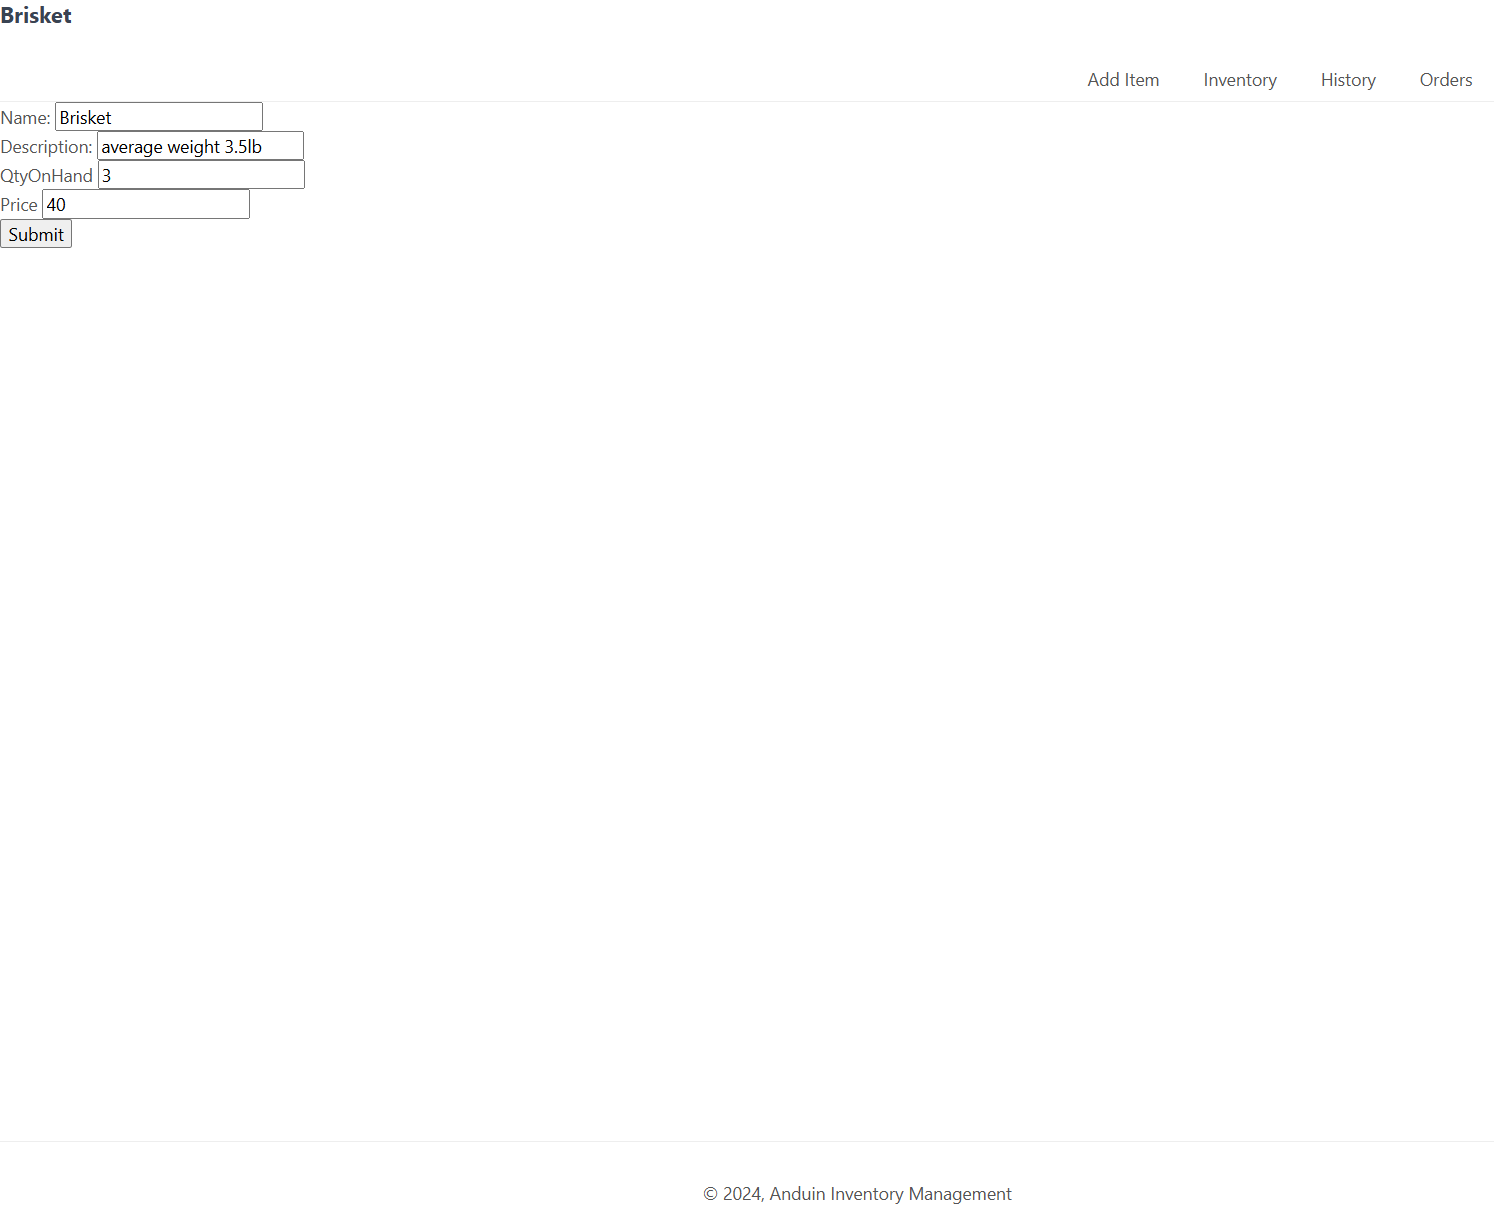 Brisket
Add Item Inventory History Orders
Name: Brisket
Description: average weight 3.5lb
QtyOnHand 3
Price 40
Submit
© 2024, Anduin Inventory Management